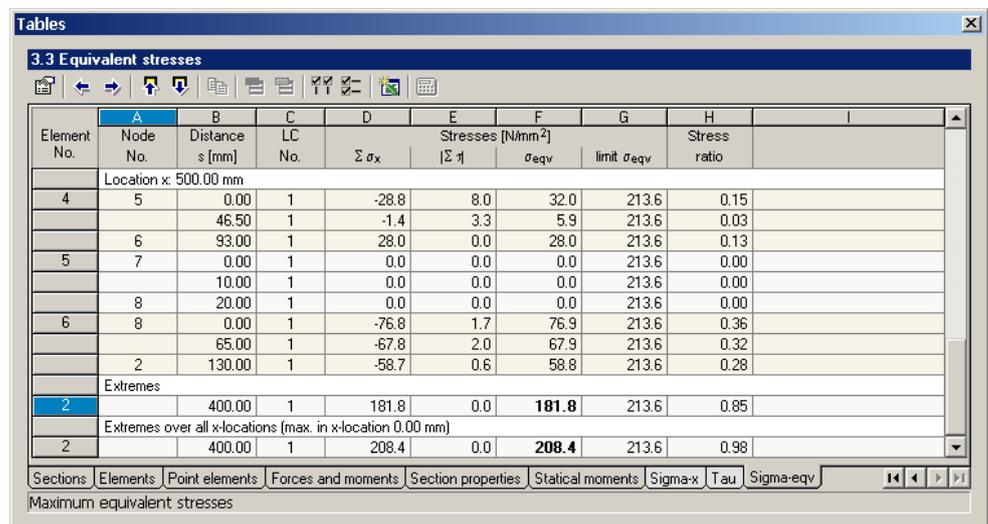 Tables
3.3 Equivalent stresses
A B C D E F G H I
Element Node Distance LC Stresses [N/mm²] Stress
No. No. s [mm] No. Σ σx |Σ τ| σeqv limit σeqv ratio
Location x: 500.00 mm
4 5 0.00 1 -28.8 8.0 32.0 213.6 0.15
46.50 1 -1.4 3.3 5.9 213.6 0.03
6 93.00 1 28.0 0.0 28.0 213.6 0.13
5 7 0.00 1 0.0 0.0 0.0 213.6 0.00
10.00 1 0.0 0.0 0.0 213.6 0.00
8 20.00 1 0.0 0.0 0.0 213.6 0.00
6 8 0.00 1 -76.8 1.7 76.9 213.6 0.36
65.00 1 -67.8 2.0 67.9 213.6 0.32
2 130.00 1 -58.7 0.6 58.8 213.6 0.28
Extremes
2 400.00 1 181.8 0.0 181.8 213.6 0.85
Extremes over all x-locations (max. in x-location 0.00 mm)
2 400.00 1 208.4 0.0 208.4 213.6 0.98
Sections Elements Point elements Forces and moments Section properties Statical moments Sigma-x Tau Sigma-eqv
Maximum equivalent stresses